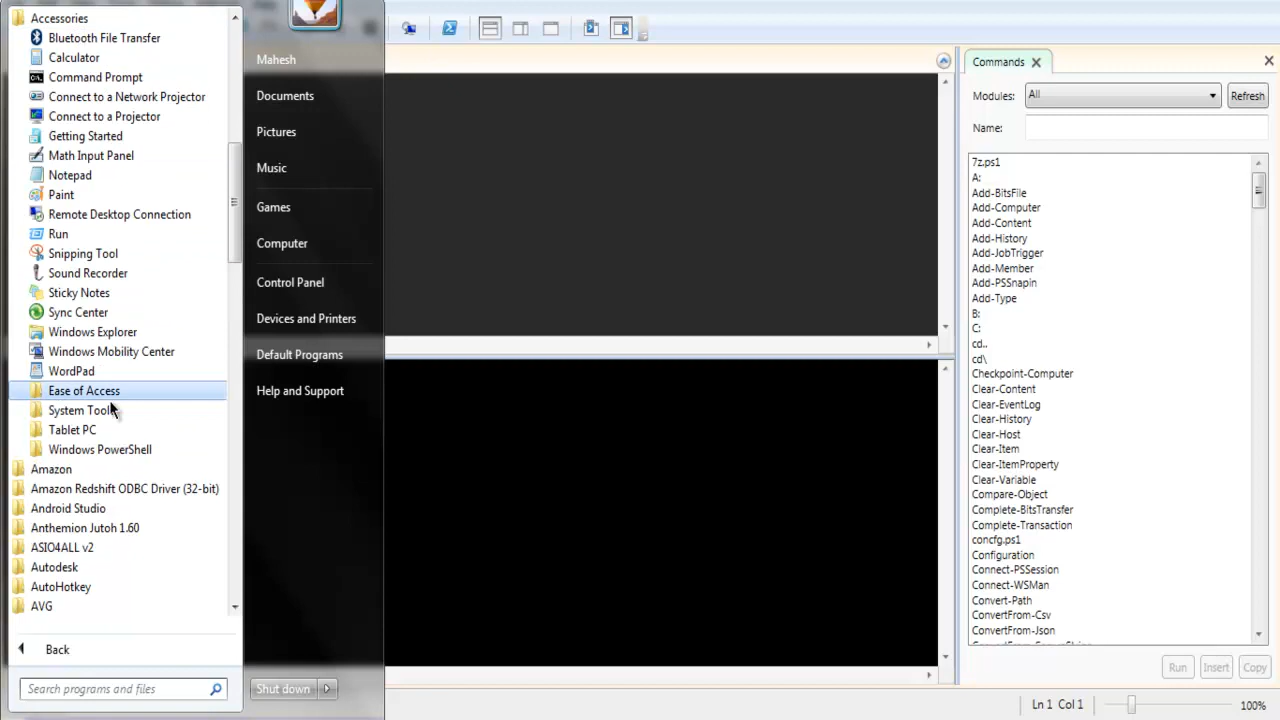 Accessories
Bluetooth File Transfer
Calculator
Command Prompt
Connect to a Network Projector
Connect to a Projector
Getting Started
Math Input Panel
Notepad
Paint
Remote Desktop Connection
Run
Snipping Tool
Sound Recorder
Sticky Notes
Sync Center
Windows Explorer
Windows Mobility Center
WordPad
Ease of Access
System Tools
Tablet PC
Windows PowerShell
Amazon
Amazon Redshift ODBC Driver (32-bit)
Android Studio
Anthemion Jutoh 1.60
ASIO4ALL v2
Autodesk
AutoHotkey
AVG
Back
Search programs and files
Mahesh
Documents
Pictures
Music
Games
Computer
Control Panel
Devices and Printers
Default Programs
Help and Support
Shut down
Commands
Modules: All Refresh
Name:
7z.ps1
A:
Add-BitsFile
Add-Computer
Add-Content
Add-History
Add-JobTrigger
Add-Member
Add-PSSnapin
Add-Type
B:
C:
cd..
cd\
Checkpoint-Computer
Clear-Content
Clear-EventLog
Clear-History
Clear-Host
Clear-Item
Clear-ItemProperty
Clear-Variable
Compare-Object
Complete-BitsTransfer
Complete-Transaction
concfg.ps1
Configuration
Connect-PSSession
Connect-WSMan
Convert-Path
ConvertFrom-Csv
ConvertFrom-Json
Run Insert Copy
Ln 1 Col 1 100%